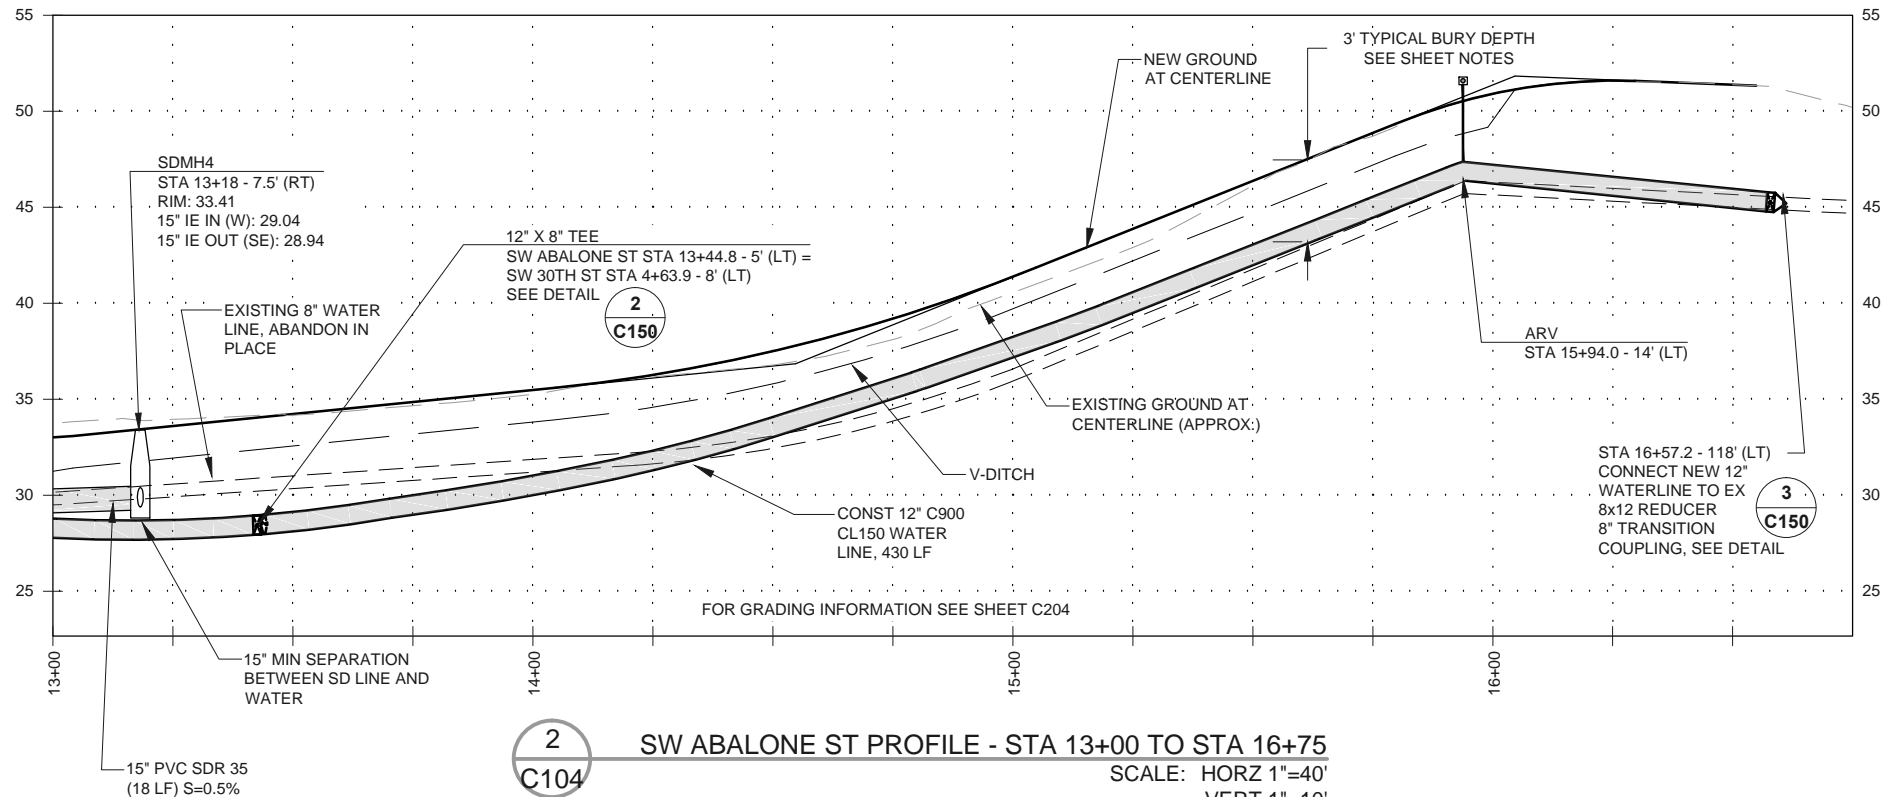 55
50
45
40
35
30
25
55
50
45
40
35
30
25
SDMH4
STA 13+18 - 7.5' (RT)
RIM: 33.41
15" IE IN (W): 29.04
15" IE OUT (SE): 28.94
EXISTING 8" WATER
LINE, ABANDON IN
PLACE
12" X 8" TEE
SW ABALONE ST STA 13+44.8 - 5' (LT) =
SW 30TH ST STA 4+63.9 - 8' (LT)
SEE DETAIL
2
C150
NEW GROUND
AT CENTERLINE
3' TYPICAL BURY DEPTH
SEE SHEET NOTES
ARV
STA 15+94.0 - 14' (LT)
EXISTING GROUND AT
CENTERLINE (APPROX:)
V-DITCH
CONST 12" C900
CL150 WATER
LINE, 430 LF
STA 16+57.2 - 118' (LT)
CONNECT NEW 12"
WATERLINE TO EX
8x12 REDUCER
8" TRANSITION
COUPLING, SEE DETAIL
3
C150
FOR GRADING INFORMATION SEE SHEET C204
13+00
14+00
15+00
16+00
15" MIN SEPARATION
BETWEEN SD LINE AND
WATER
15" PVC SDR 35
(18 LF) S=0.5%
2
C104
SW ABALONE ST PROFILE - STA 13+00 TO STA 16+75
SCALE: HORZ 1"=40'
VERT 1"=10'